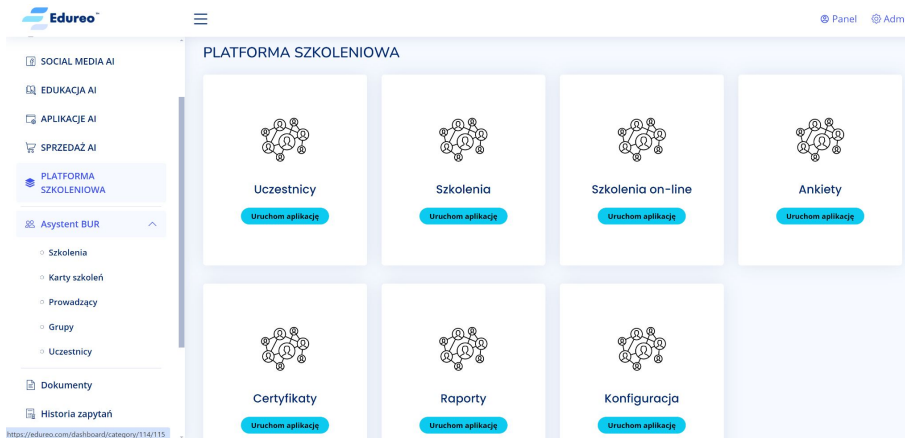 Edureo™
Panel
Adm
SOCIAL MEDIA AI
EDUKACJA AI
APLIKACJE AI
SPRZEDAŻ AI
PLATFORMA
SZKOLENIOWA
Asystent BUR
Szkolenia
Karty szkoleń
Prowadzący
Grupy
Uczestnicy
Dokumenty
Historia zapytań
https://edureo.com/dashboard/category/114/115
PLATFORMA SZKOLENIOWA
Uczestnicy
Uruchom aplikację
Szkolenia
Uruchom aplikację
Szkolenia on-line
Uruchom aplikację
Ankiety
Uruchom aplikację
Certyfikaty
Uruchom aplikację
Raporty
Uruchom aplikację
Konfiguracja
Uruchom aplikację